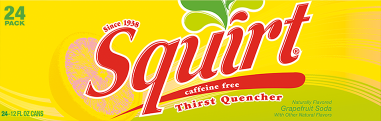 24
PACK
Since 1938
Squirt®
caffeine free
Thirst Quencher
Naturally Flavored
Grapefruit Soda
With Other Natural Flavors
24-12 FL OZ CANS